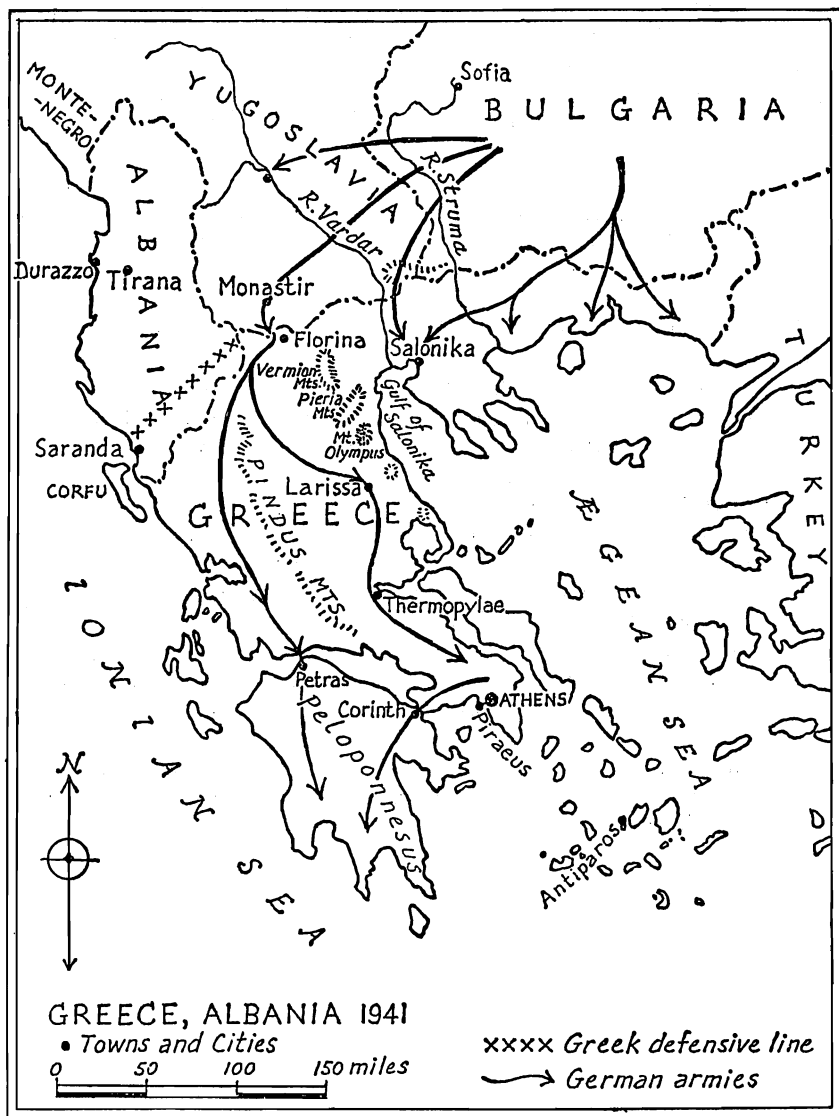 Sofia
MONTE-
-NEGRO
YUGOSLAVIA
BULGARIA
ALBANIA
R. Vardar
R. Struma
Durazzo
Tirana
Monastir
Florina
Salonika
Vermion
Mts.
Pieria
Mts.
Mt.
Olympus
Gulf of
Salonika
TURKEY
Saranda
CORFU
Larissa
GREECE
PINDUS MTS.
ÆGEAN SEA
Thermopylae
IONIAN SEA
Petras
Corinth
ATHENS
Piraeus
Peloponnesus
Antiparos
N
GREECE, ALBANIA 1941
• Towns and Cities
0 50 100 150 miles
xxxx Greek defensive line
German armies